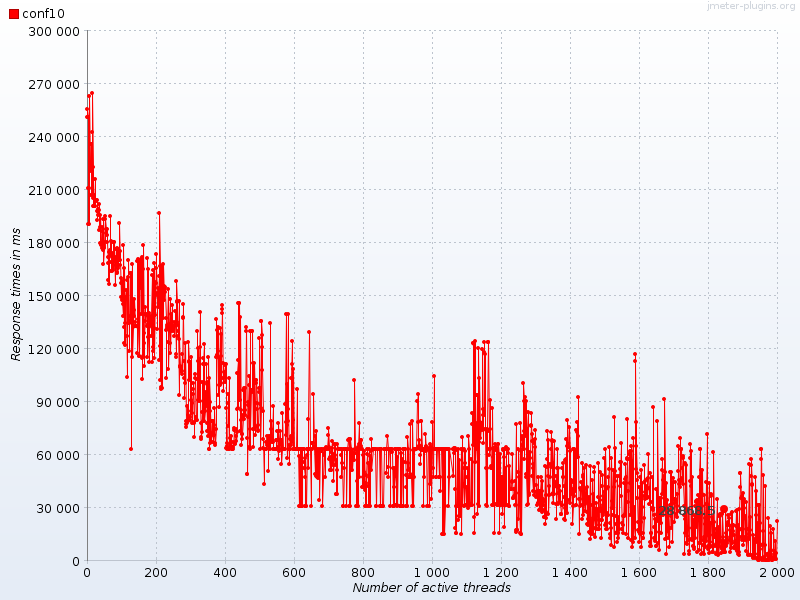 jmeter-plugins.org
conf10
300 000
270 000
240 000
210 000
180 000
150 000
120 000
90 000
60 000
30 000
0
Response times in ms
0 200 400 600 800 1 000 1 200 1 400 1 600 1 800 2 000
Number of active threads